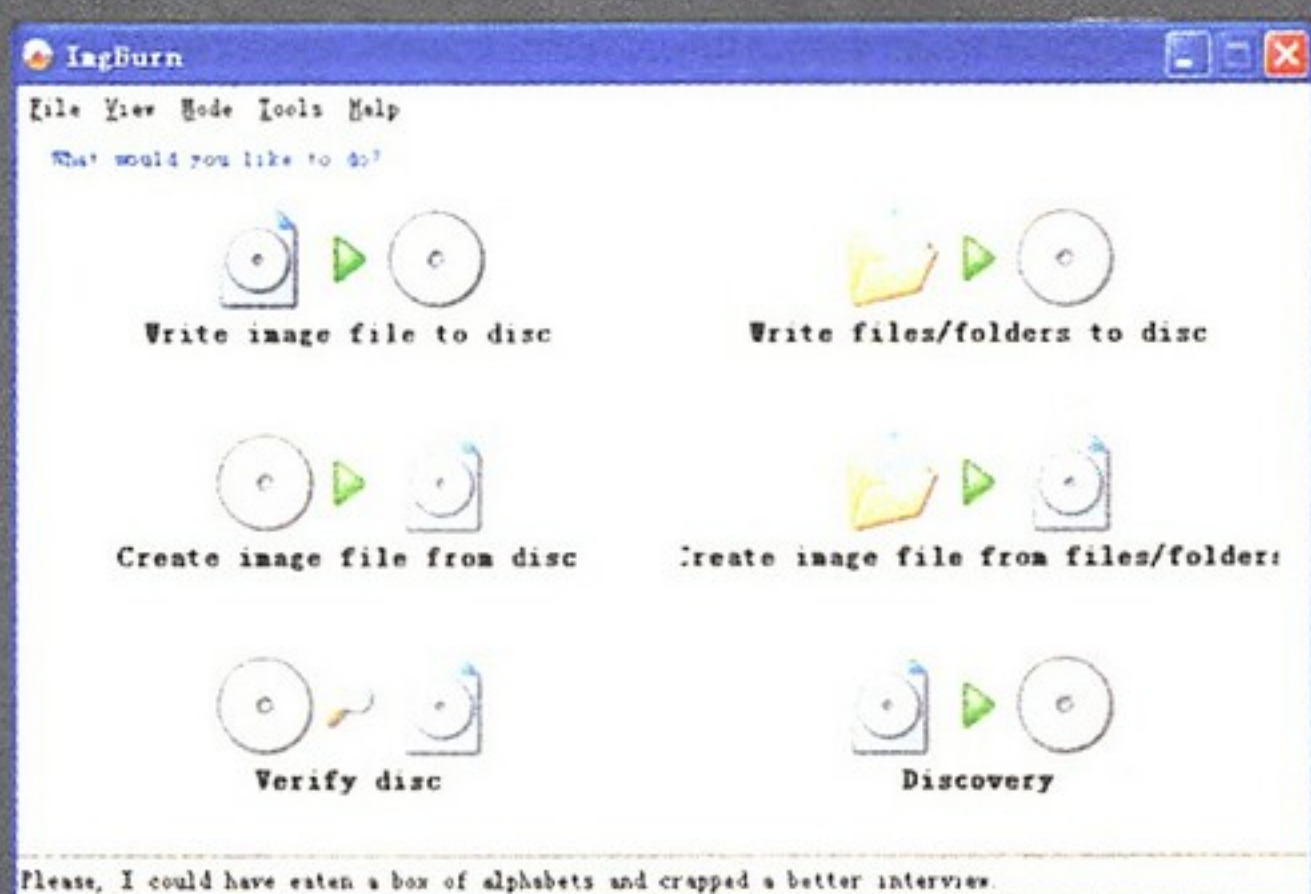 ImgBurn
File View Mode Tools Help
What would you like to do?
Write image file to disc
Write files/folders to disc
Create image file from disc
Create image file from files/folders
Verify disc
Discovery
Please, I could have eaten a box of alphabets and crapped a better interview.